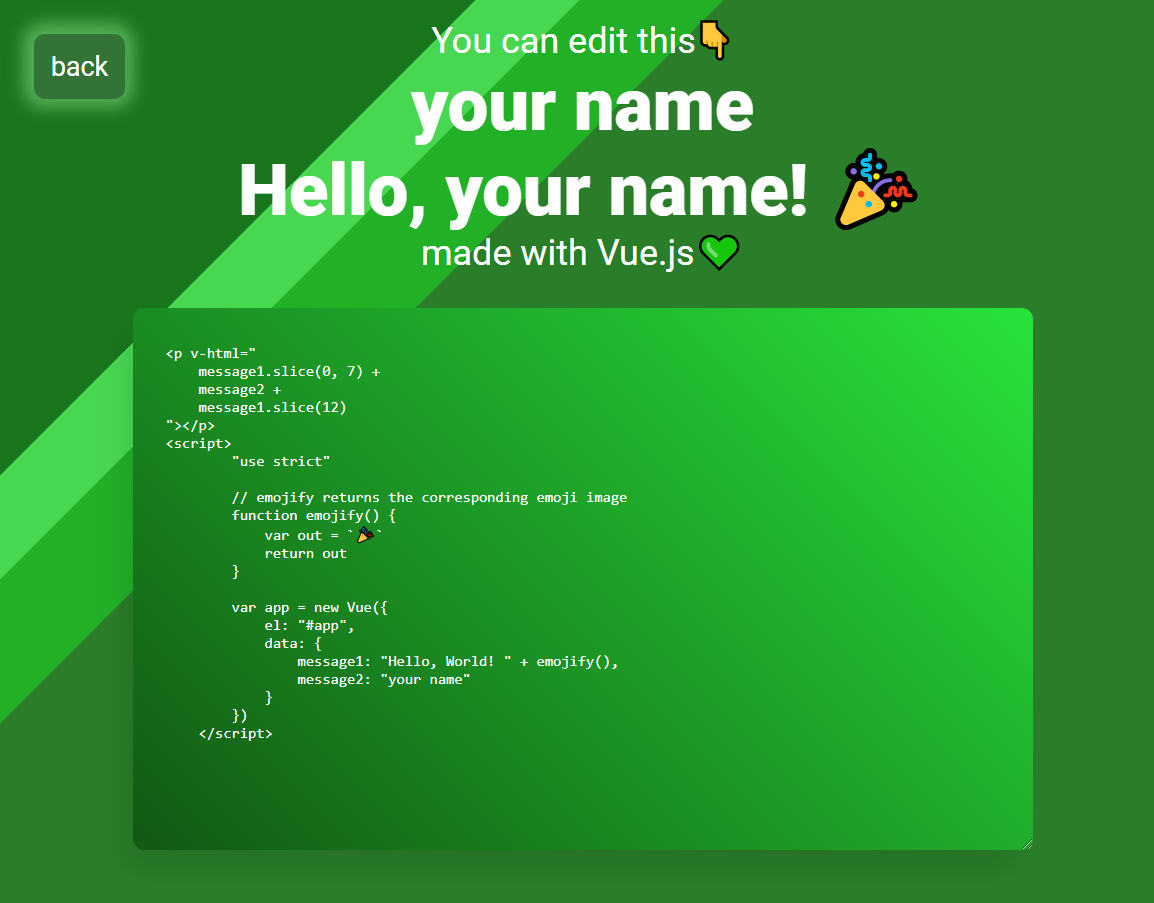 back
You can edit this👇
your name
Hello, your name! 🎉
made with Vue.js💚
<p v-html="
    message1.slice(0, 7) +
    message2 +
    message1.slice(12)
"></p>
<script>
        "use strict"

        // emojify returns the corresponding emoji image
        function emojify() {
            var out = `🎉`
            return out
        }

        var app = new Vue({
            el: "#app",
            data: {
                message1: "Hello, World! " + emojify(),
                message2: "your name"
            }
        })
    </script>